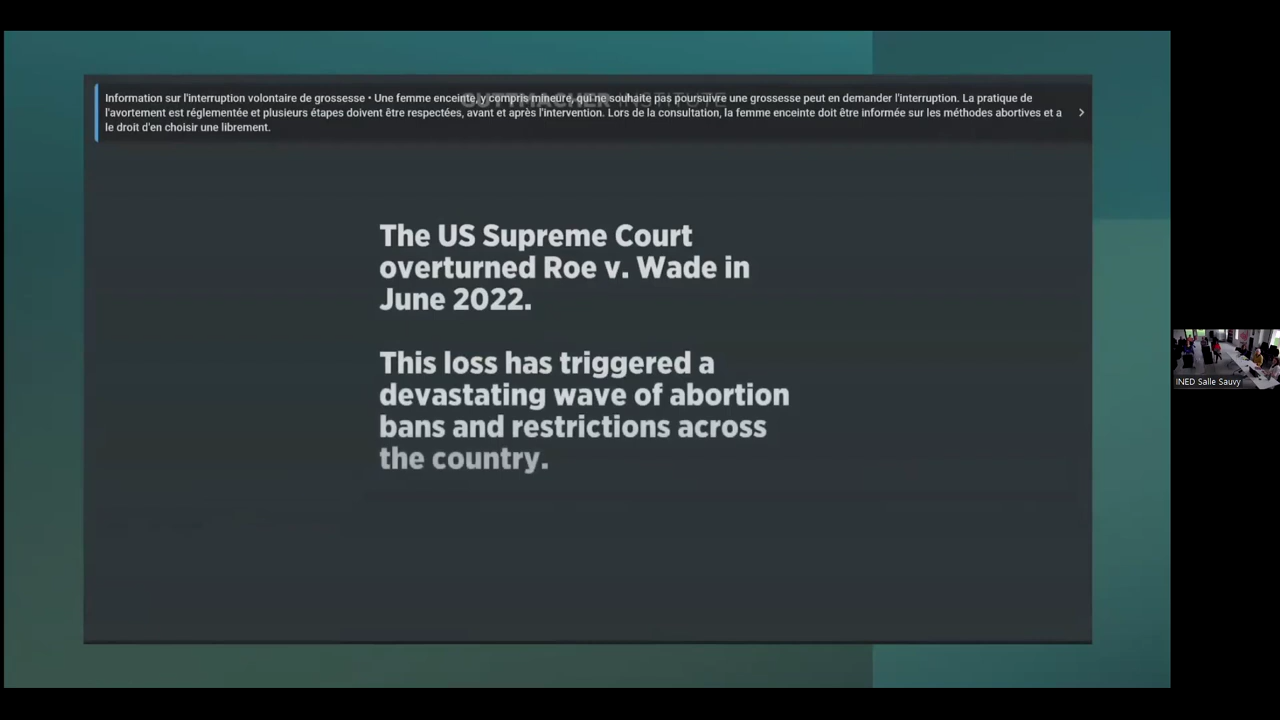 GUTTMACHER INSTITUTE
Information sur l'interruption volontaire de grossesse • Une femme enceinte, y compris mineure, qui ne souhaite pas poursuivre une grossesse peut en demander l'interruption. La pratique de
l'avortement est réglementée et plusieurs étapes doivent être respectées, avant et après l'intervention. Lors de la consultation, la femme enceinte doit être informée sur les méthodes abortives et a
le droit d'en choisir une librement.
The US Supreme Court
overturned Roe v. Wade in
June 2022.
This loss has triggered a
devastating wave of abortion
bans and restrictions across
the country.
INED Salle Sauvy